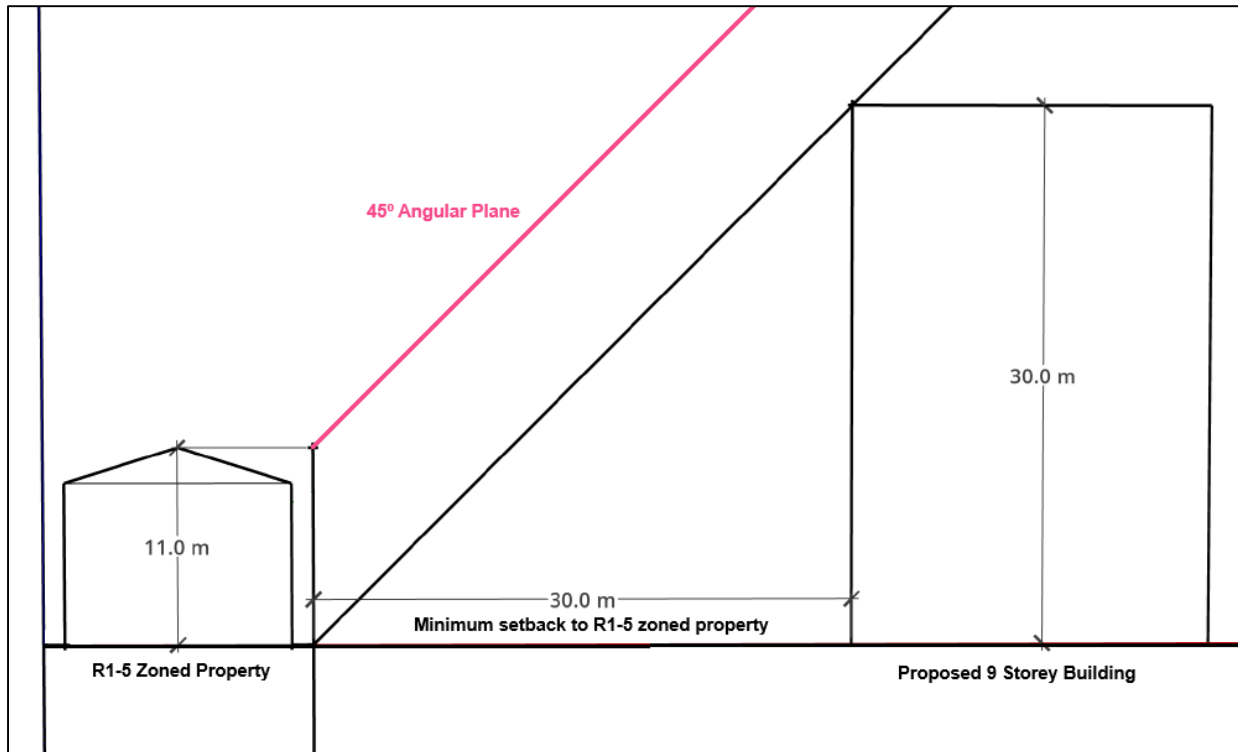 45º Angular Plane
30.0 m
11.0 m
30.0 m
Minimum setback to R1-5 zoned property
R1-5 Zoned Property
Proposed 9 Storey Building